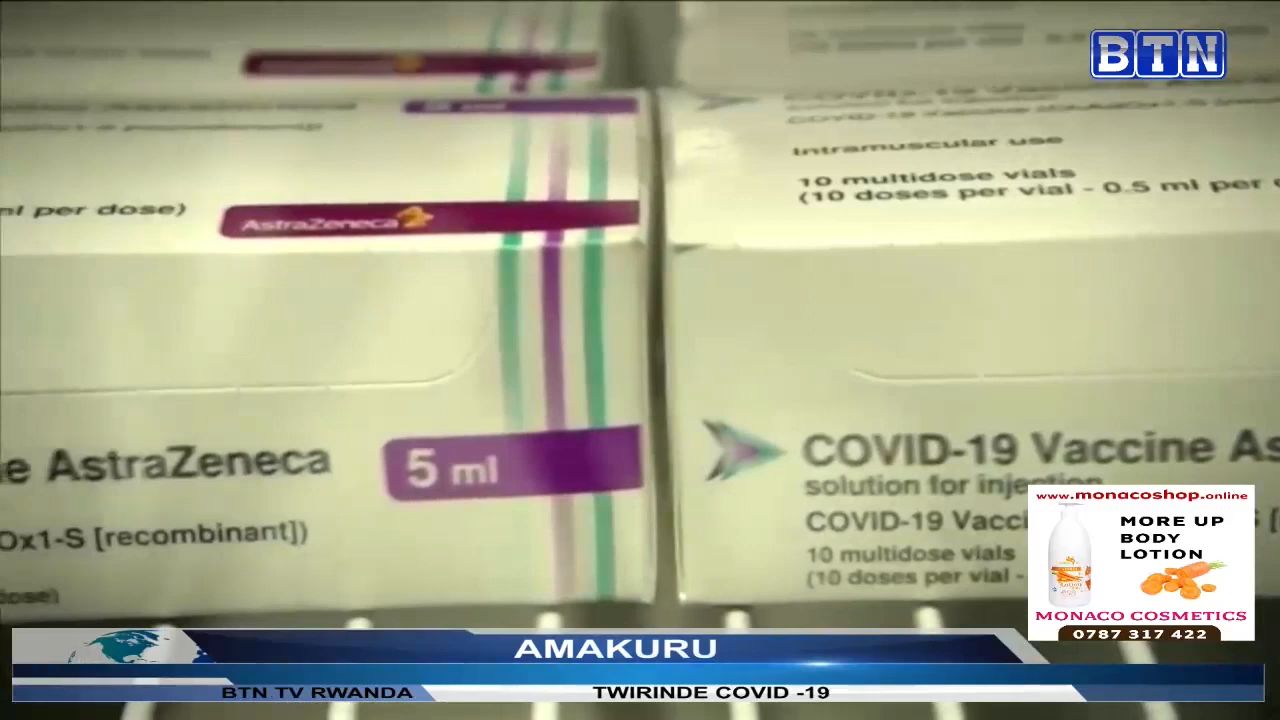 BTN
Intramuscular use
10 multidose vials
(10 doses per vial - 0.5 ml per
ml per dose)
AstraZeneca
AstraZeneca
5 ml
Ox1-S [recombinant])
dose)
COVID-19 Vaccine As
solution for injection
COVID-19 Vacci
10 multidose vials
(10 doses per vial -
www.monacoshop.online
MORE UP
BODY
LOTION
MONACO COSMETICS
0787 317 422
AMAKURU
BTN TV RWANDA
TWIRINDE COVID -19